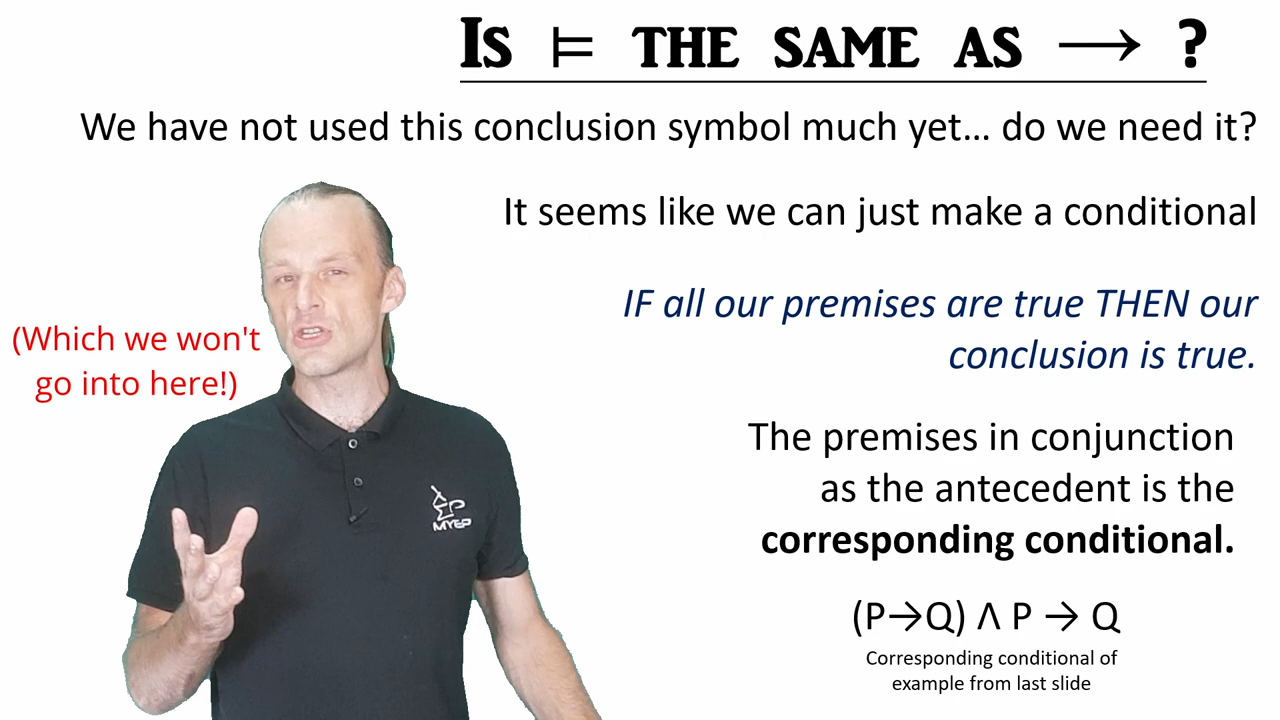 Is ⊨ the same as ⟶ ?
We have not used this conclusion symbol much yet... do we need it?
It seems like we can just make a conditional
IF all our premises are true THEN our
conclusion is true.
(Which we won't
go into here!)
The premises in conjunction
as the antecedent is the
corresponding conditional.
MYEP
(P→Q) Λ P → Q
Corresponding conditional of
example from last slide